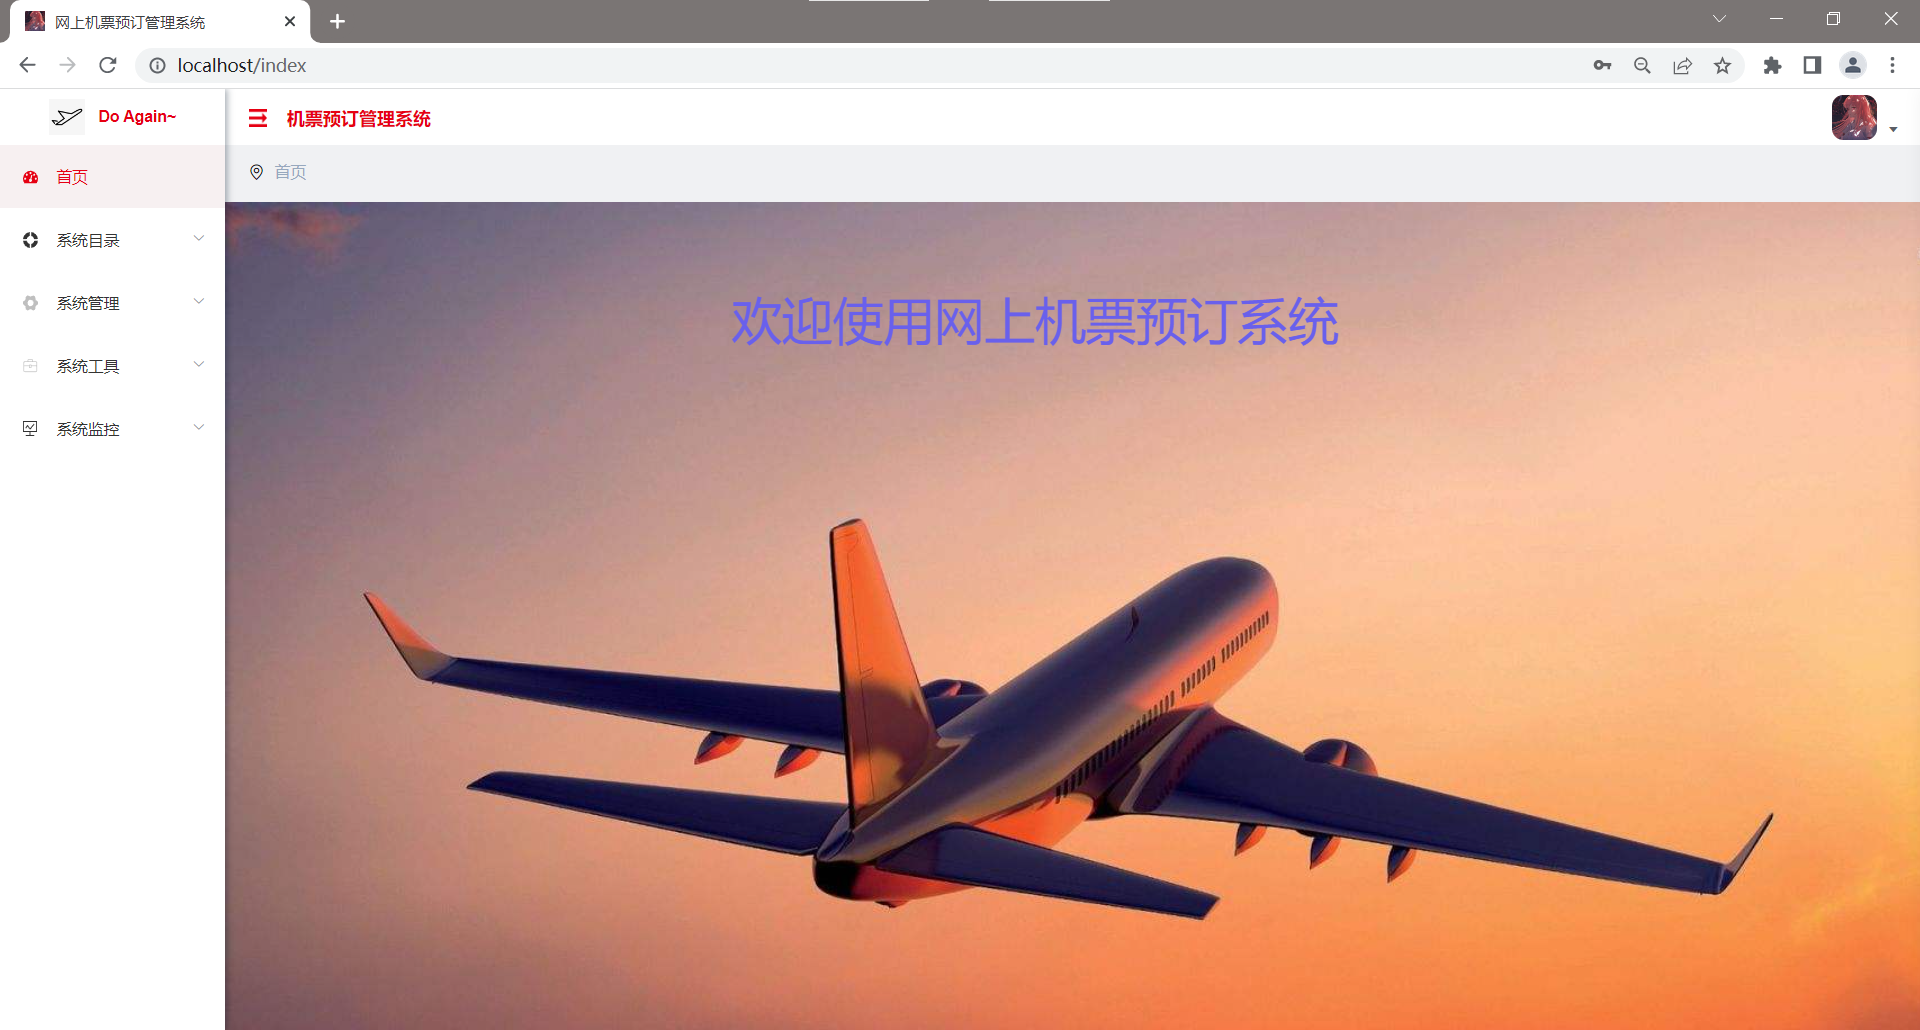 网上机票预订管理系统
localhost/index
Do Again~
机票预订管理系统
首页
首页
系统目录
系统管理
系统工具
系统监控
欢迎使用网上机票预订系统